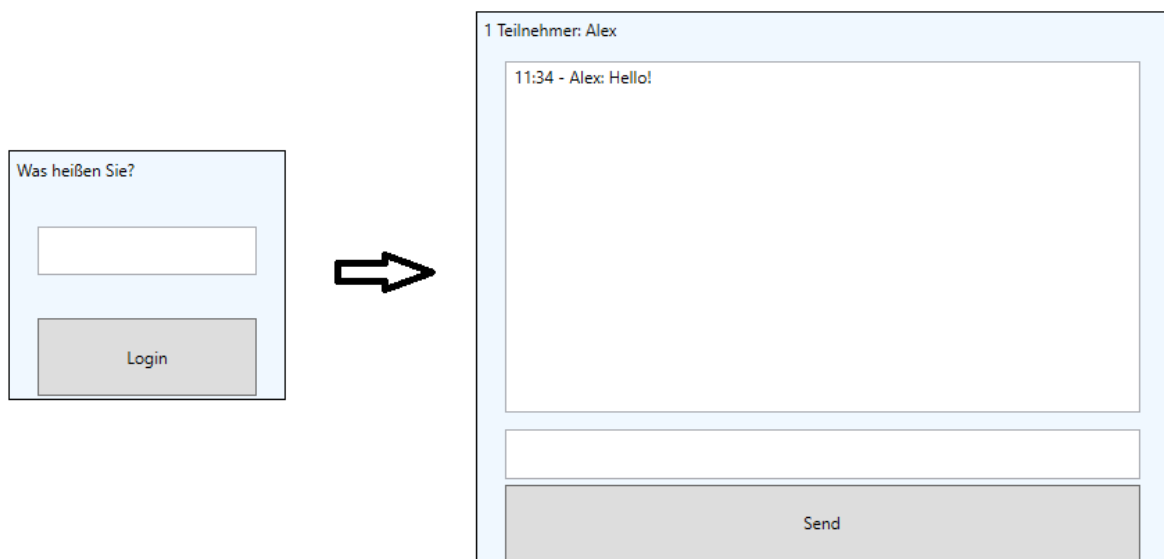 Was heißen Sie?
Login
1 Teilnehmer: Alex
11:34 - Alex: Hello!
Send